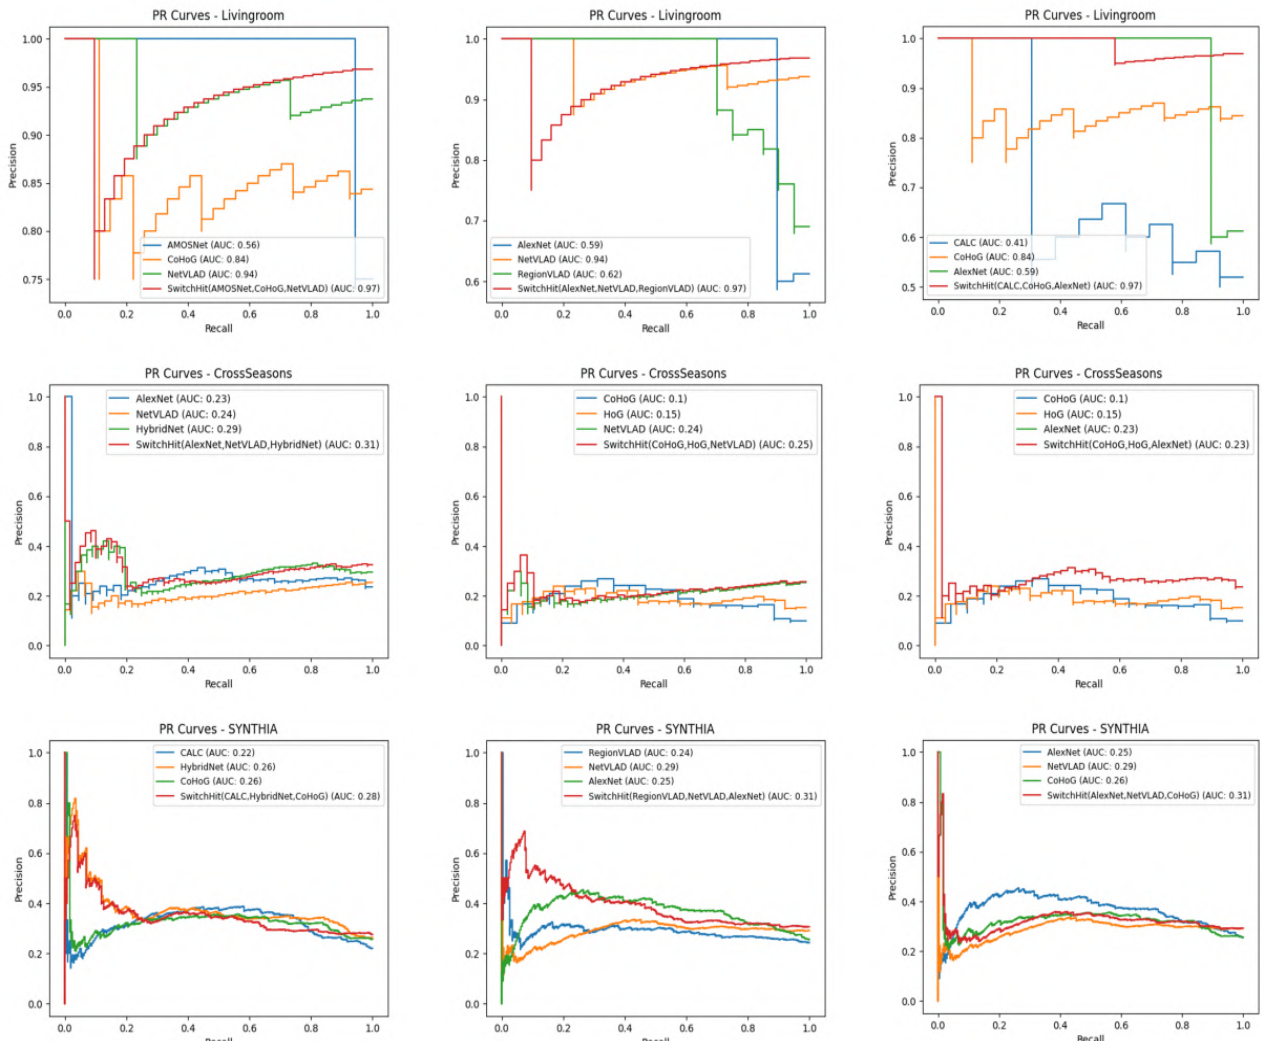 PR Curves - Livingroom
1.00
0.95
0.90
0.85
0.80
0.75
Precision
AMOSNet (AUC: 0.56)
CoHoG (AUC: 0.84)
NetVLAD (AUC: 0.94)
SwitchHit(AMOSNet,CoHoG,NetVLAD) (AUC: 0.97)
0.0 0.2 0.4 0.6 0.8 1.0
Recall
PR Curves - Livingroom
1.0
0.9
0.8
0.7
0.6
Precision
AlexNet (AUC: 0.59)
NetVLAD (AUC: 0.94)
RegionVLAD (AUC: 0.62)
SwitchHit(AlexNet,NetVLAD,RegionVLAD) (AUC: 0.97)
0.0 0.2 0.4 0.6 0.8 1.0
Recall
PR Curves - Livingroom
1.0
0.9
0.8
0.7
0.6
0.5
Precision
CALC (AUC: 0.41)
CoHoG (AUC: 0.84)
AlexNet (AUC: 0.59)
SwitchHit(CALC,CoHoG,AlexNet) (AUC: 0.97)
0.0 0.2 0.4 0.6 0.8 1.0
Recall
PR Curves - CrossSeasons
1.0
0.8
0.6
0.4
0.2
0.0
Precision
AlexNet (AUC: 0.23)
NetVLAD (AUC: 0.24)
HybridNet (AUC: 0.29)
SwitchHit(AlexNet,NetVLAD,HybridNet) (AUC: 0.31)
0.0 0.2 0.4 0.6 0.8 1.0
Recall
PR Curves - CrossSeasons
1.0
0.8
0.6
0.4
0.2
0.0
Precision
CoHoG (AUC: 0.1)
HoG (AUC: 0.15)
NetVLAD (AUC: 0.24)
SwitchHit(CoHoG,HoG,NetVLAD) (AUC: 0.25)
0.0 0.2 0.4 0.6 0.8 1.0
Recall
PR Curves - CrossSeasons
1.0
0.8
0.6
0.4
0.2
0.0
Precision
CoHoG (AUC: 0.1)
HoG (AUC: 0.15)
AlexNet (AUC: 0.23)
SwitchHit(CoHoG,HoG,AlexNet) (AUC: 0.23)
0.0 0.2 0.4 0.6 0.8 1.0
Recall
PR Curves - SYNTHIA
1.0
0.8
0.6
0.4
0.2
0.0
Precision
CALC (AUC: 0.22)
HybridNet (AUC: 0.26)
CoHoG (AUC: 0.26)
SwitchHit(CALC,HybridNet,CoHoG) (AUC: 0.28)
0.0 0.2 0.4 0.6 0.8 1.0
Recall
PR Curves - SYNTHIA
1.0
0.8
0.6
0.4
0.2
0.0
Precision
RegionVLAD (AUC: 0.24)
NetVLAD (AUC: 0.29)
AlexNet (AUC: 0.25)
SwitchHit(RegionVLAD,NetVLAD,AlexNet) (AUC: 0.31)
0.0 0.2 0.4 0.6 0.8 1.0
Recall
PR Curves - SYNTHIA
1.0
0.8
0.6
0.4
0.2
0.0
Precision
AlexNet (AUC: 0.25)
NetVLAD (AUC: 0.29)
CoHoG (AUC: 0.26)
SwitchHit(AlexNet,NetVLAD,CoHoG) (AUC: 0.31)
0.0 0.2 0.4 0.6 0.8 1.0
Recall